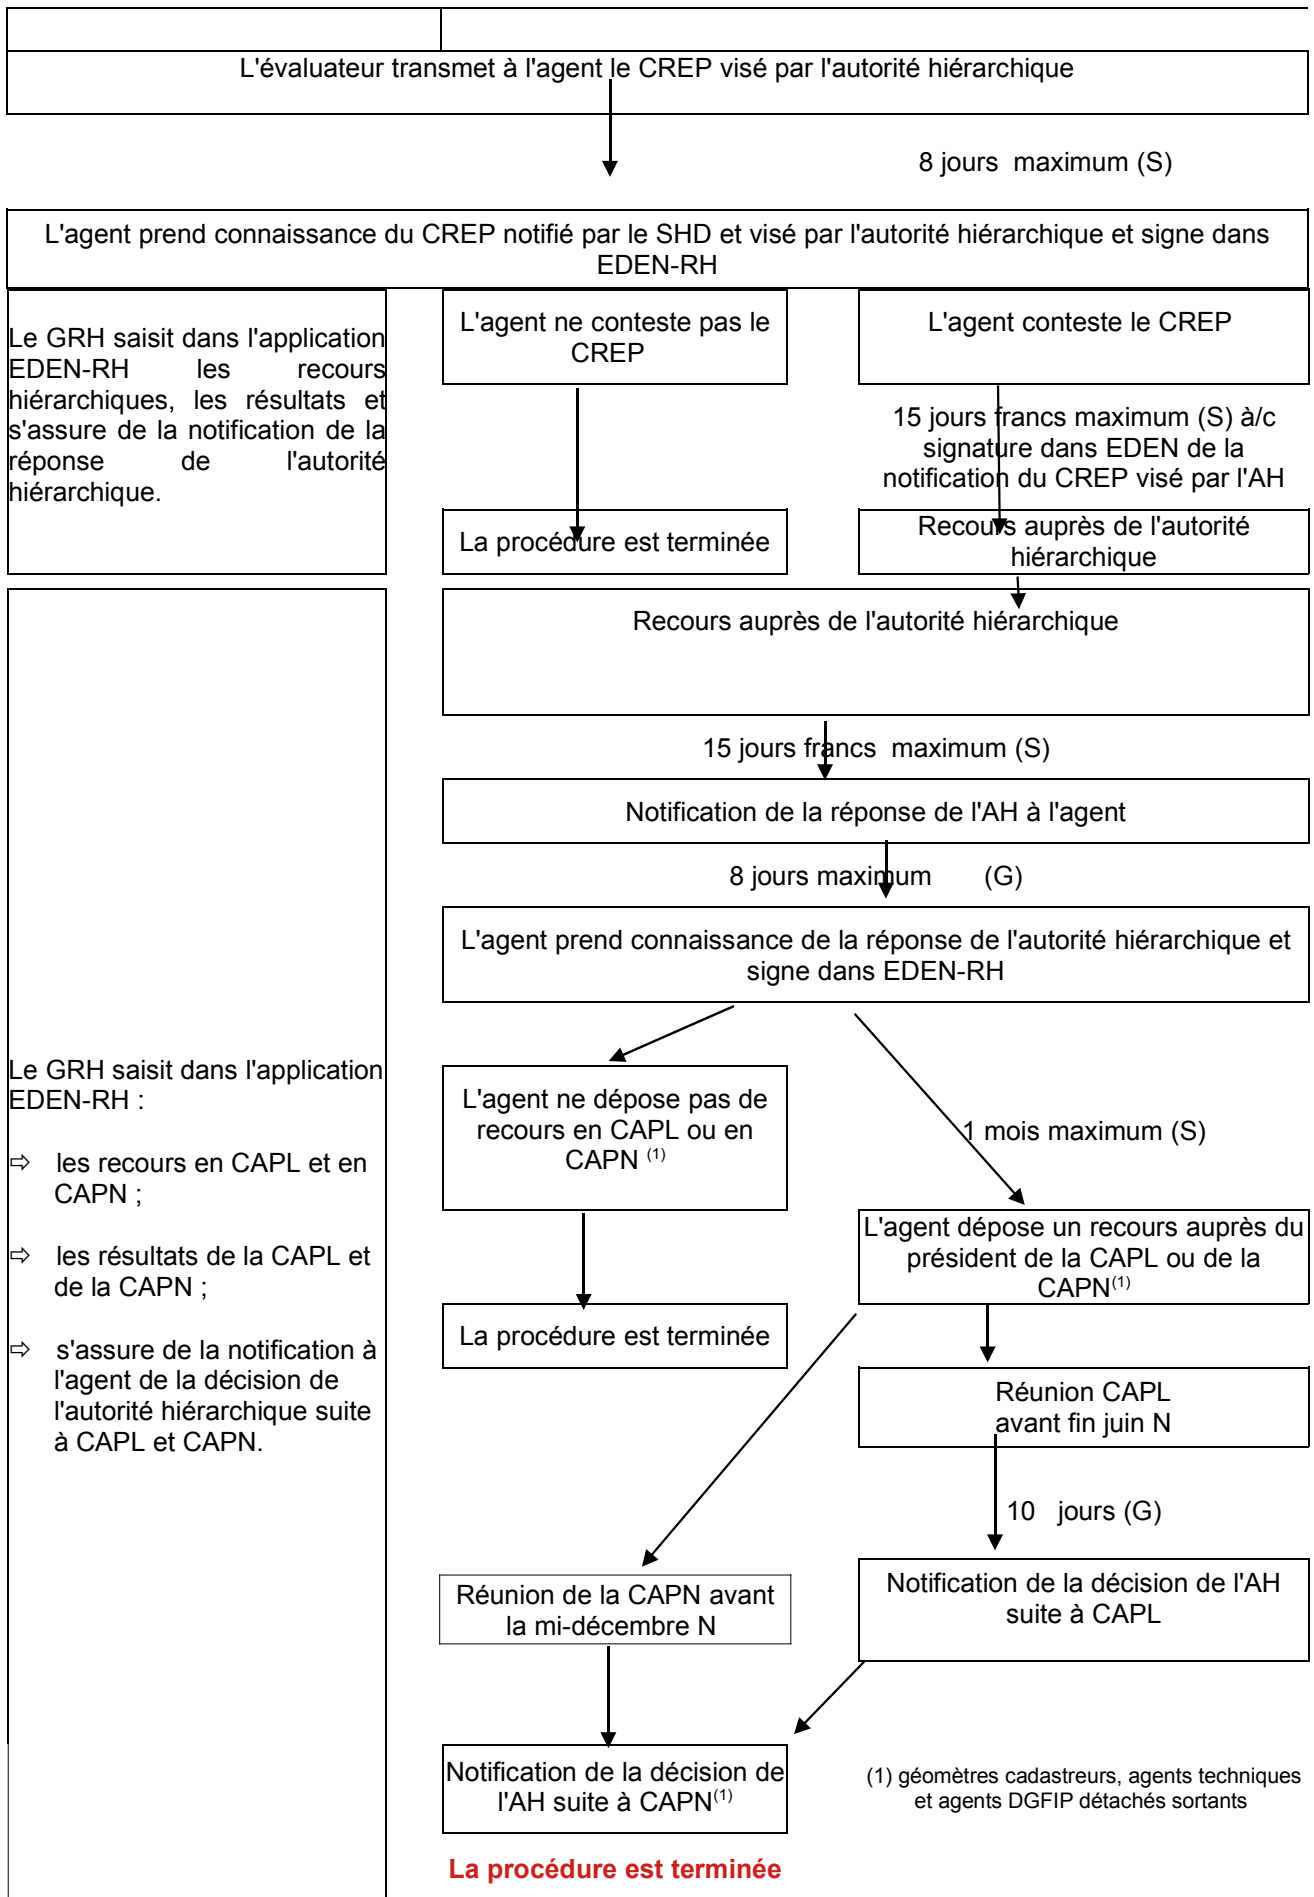 L'évaluateur transmet à l'agent le CREP visé par l'autorité hiérarchique
8 jours maximum (S)
L'agent prend connaissance du CREP notifié par le SHD et visé par l'autorité hiérarchique et signe dans
EDEN-RH
Le GRH saisit dans l'application
EDEN-RH les recours
hiérarchiques, les résultats et
s'assure de la notification de la
réponse de l'autorité
hiérarchique.
L'agent ne conteste pas le
CREP
L'agent conteste le CREP
15 jours francs maximum (S) à/c
signature dans EDEN de la
notification du CREP visé par l'AH
La procédure est terminée
Recours auprès de l'autorité
hiérarchique
Recours auprès de l'autorité hiérarchique
15 jours francs maximum (S)
Notification de la réponse de l'AH à l'agent
8 jours maximum (G)
L'agent prend connaissance de la réponse de l'autorité hiérarchique et
signe dans EDEN-RH
Le GRH saisit dans l'application
EDEN-RH :
⇨ les recours en CAPL et en
CAPN ;
⇨ les résultats de la CAPL et
de la CAPN ;
⇨ s'assure de la notification à
l'agent de la décision de
l'autorité hiérarchique suite
à CAPL et CAPN.
L'agent ne dépose pas de
recours en CAPL ou en
CAPN (1)
1 mois maximum (S)
L'agent dépose un recours auprès du
président de la CAPL ou de la
CAPN(1)
La procédure est terminée
Réunion CAPL
avant fin juin N
10 jours (G)
Réunion de la CAPN avant
la mi-décembre N
Notification de la décision de l'AH
suite à CAPL
Notification de la décision de
l'AH suite à CAPN(1)
(1) géomètres cadastreurs, agents techniques
et agents DGFIP détachés sortants
La procédure est terminée